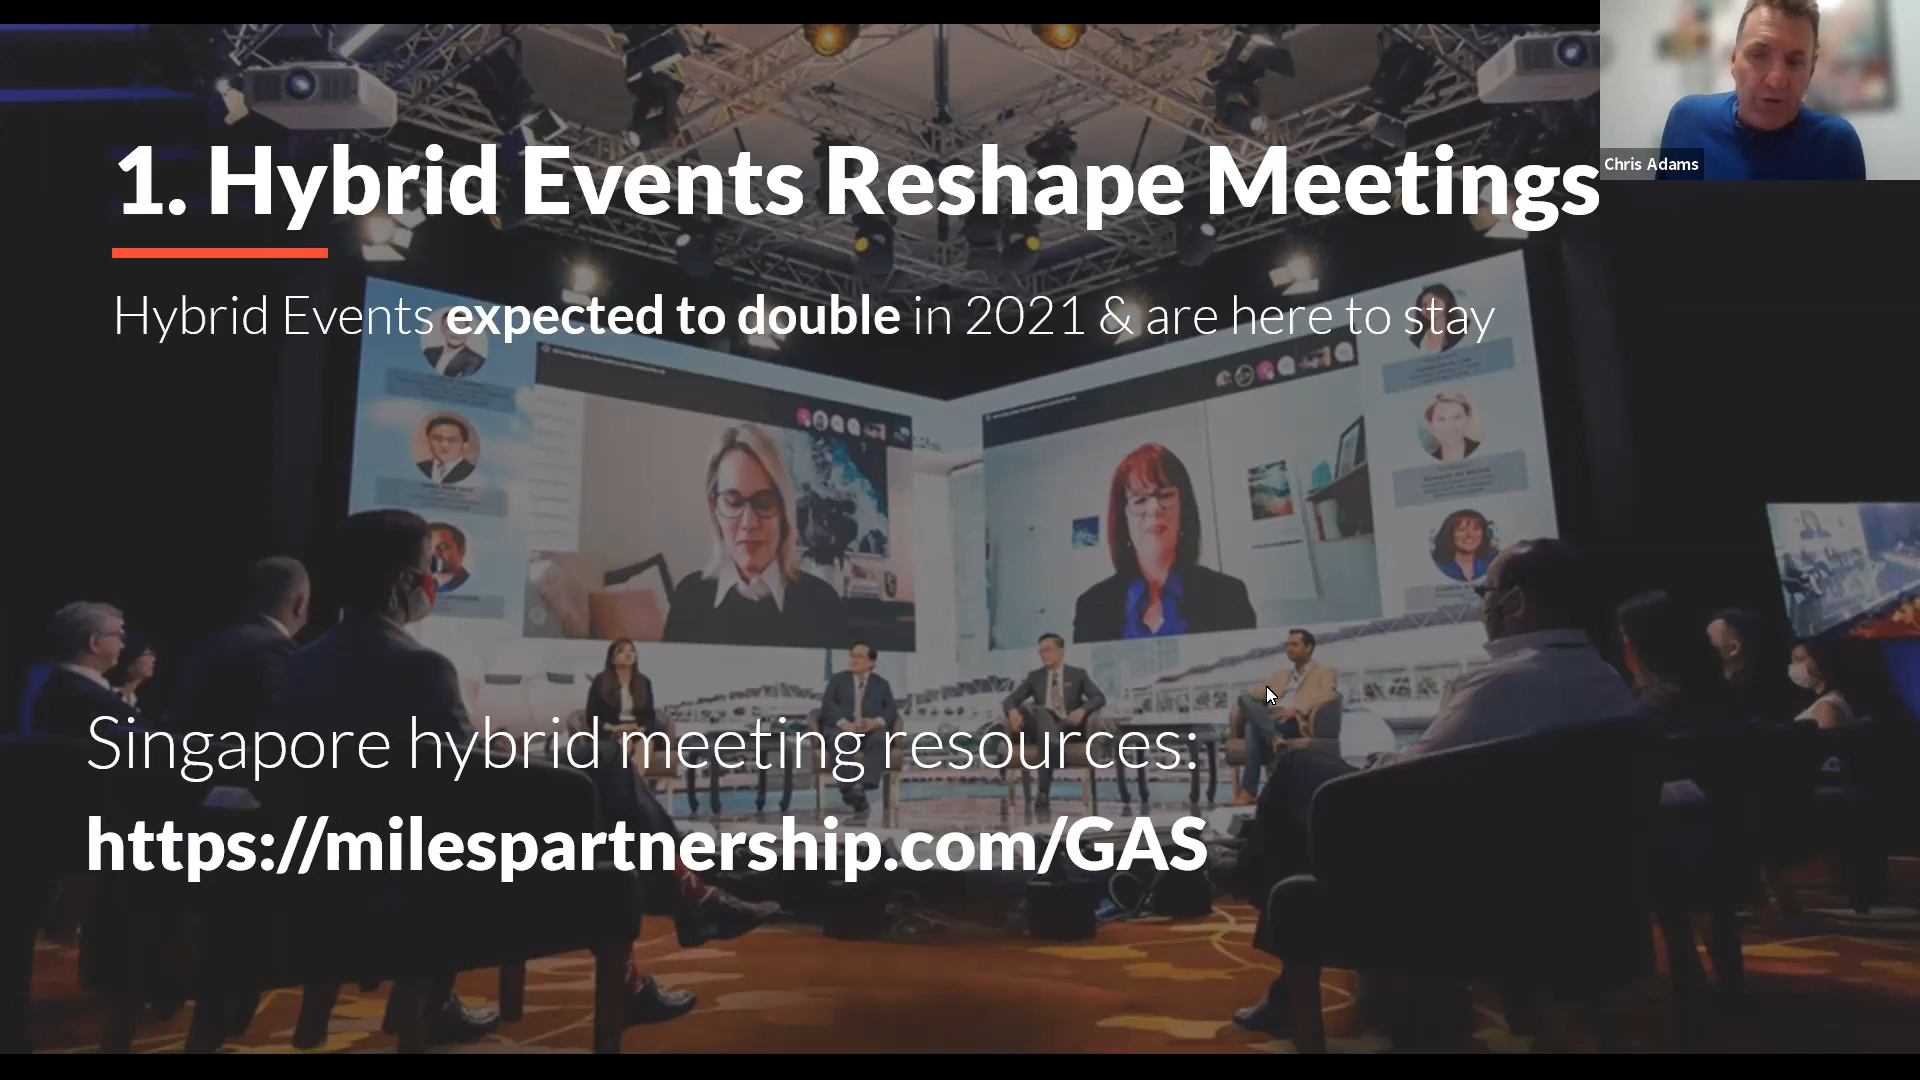 1. Hybrid Events Reshape Meetings
Hybrid Events expected to double in 2021 & are here to stay
Singapore hybrid meeting resources:
https://milespartnership.com/GAS
Chris Adams